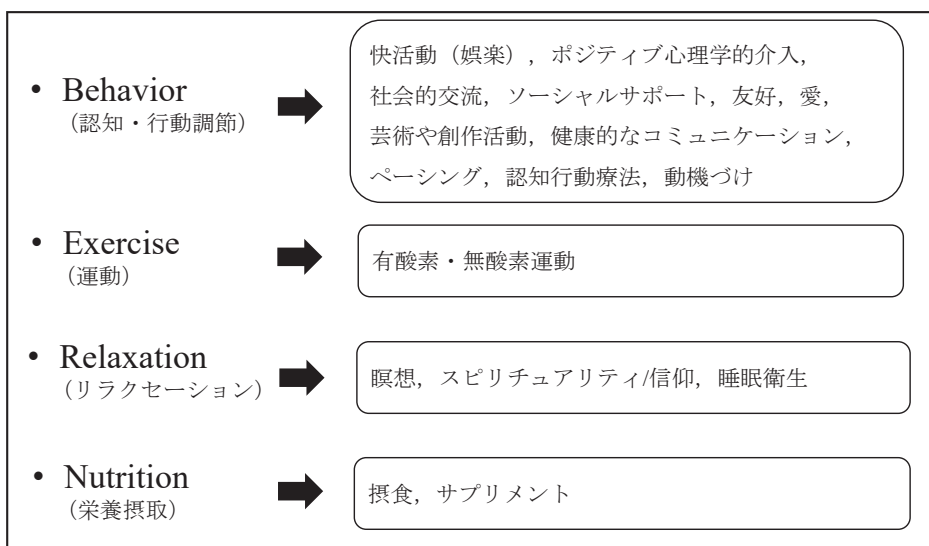 • Behavior
（認知・行動調節）
快活動（娯楽），ポジティブ心理学的介入，
社会的交流，ソーシャルサポート，友好，愛，
芸術や創作活動，健康的なコミュニケーション，
ペーシング，認知行動療法，動機づけ
• Exercise
（運動）
有酸素・無酸素運動
• Relaxation
（リラクセーション）
瞑想，スピリチュアリティ/信仰，睡眠衛生
• Nutrition
（栄養摂取）
摂食，サプリメント